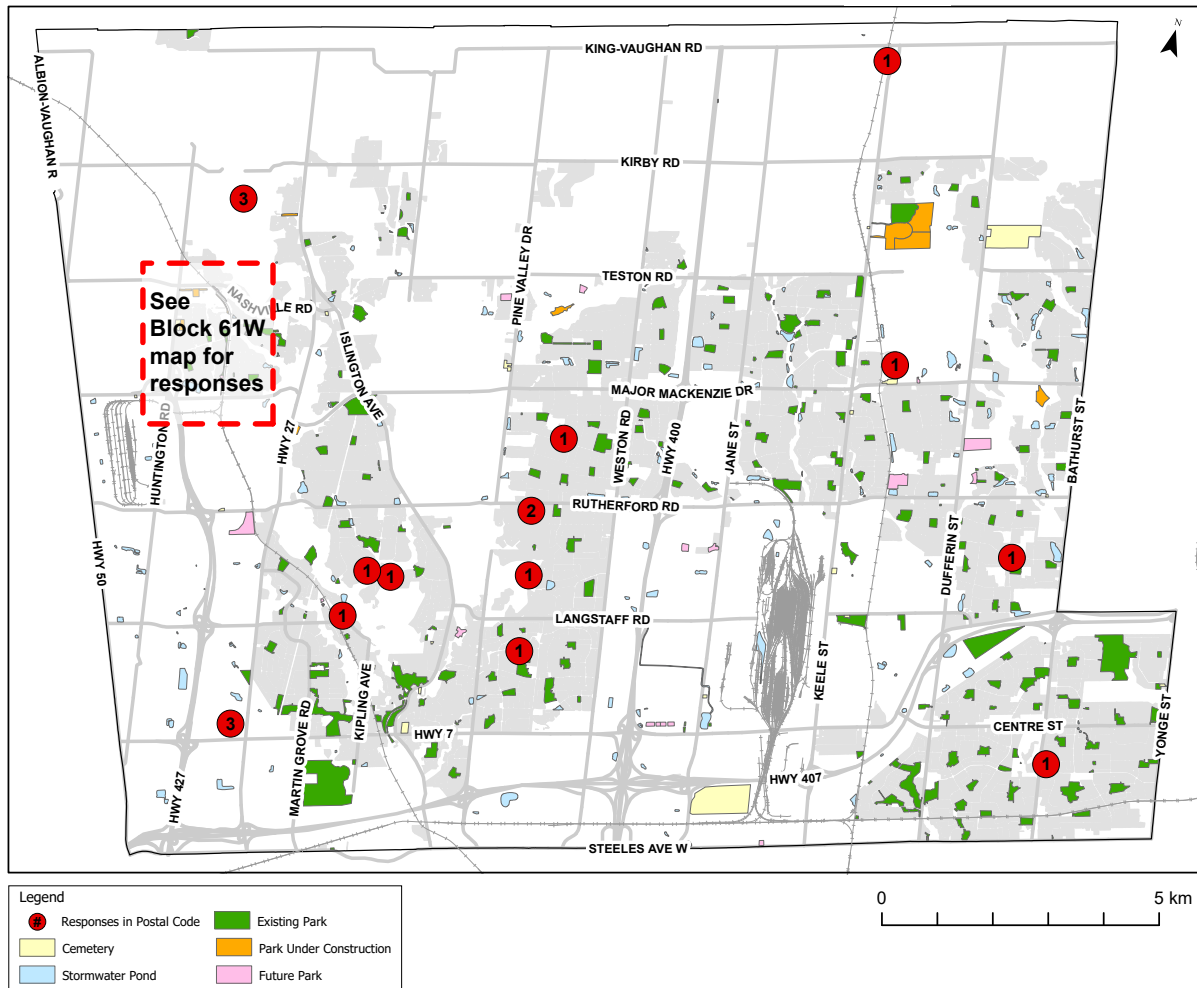 N
KING-VAUGHAN RD
1
ALBION-VAUGHAN R
KIRBY RD
3
PINE VALLEY DR
TESTON RD
See
Block 61W
map for
responses
NASHVILLE RD
ISLINGTON AVE
1
MAJOR MACKENZIE DR
HUNTINGTON RD
HWY 27
WESTON RD
HWY 400
JANE ST
BATHURST ST
1
2
RUTHERFORD RD
HWY 50
DUFFERIN ST
1
1
1
1
1
LANGSTAFF RD
1
KEELE ST
KIPLING AVE
MARTIN GROVE RD
3
HWY 7
CENTRE ST
YONGE ST
1
HWY 427
HWY 407
STEELES AVE W
Legend
# Responses in Postal Code
Existing Park
Cemetery
Park Under Construction
Stormwater Pond
Future Park
0 5 km